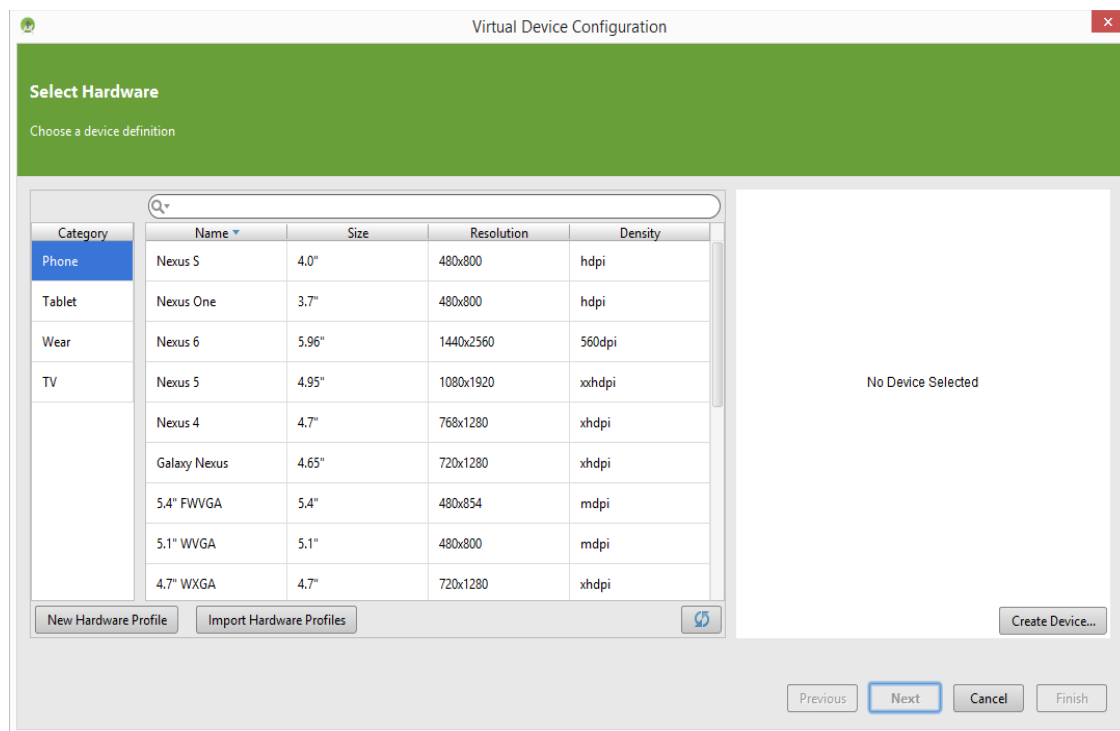 Virtual Device Configuration
Select Hardware
Choose a device definition
Category Name Size Resolution Density
Phone Nexus S 4.0" 480x800 hdpi
Tablet Nexus One 3.7" 480x800 hdpi
Wear Nexus 6 5.96" 1440x2560 560dpi
TV Nexus 5 4.95" 1080x1920 xxhdpi
No Device Selected
Nexus 4 4.7" 768x1280 xhdpi
Galaxy Nexus 4.65" 720x1280 xhdpi
5.4" FWVGA 5.4" 480x854 mdpi
5.1" WVGA 5.1" 480x800 mdpi
4.7" WXGA 4.7" 720x1280 xhdpi
New Hardware Profile Import Hardware Profiles Create Device...
Previous Next Cancel Finish